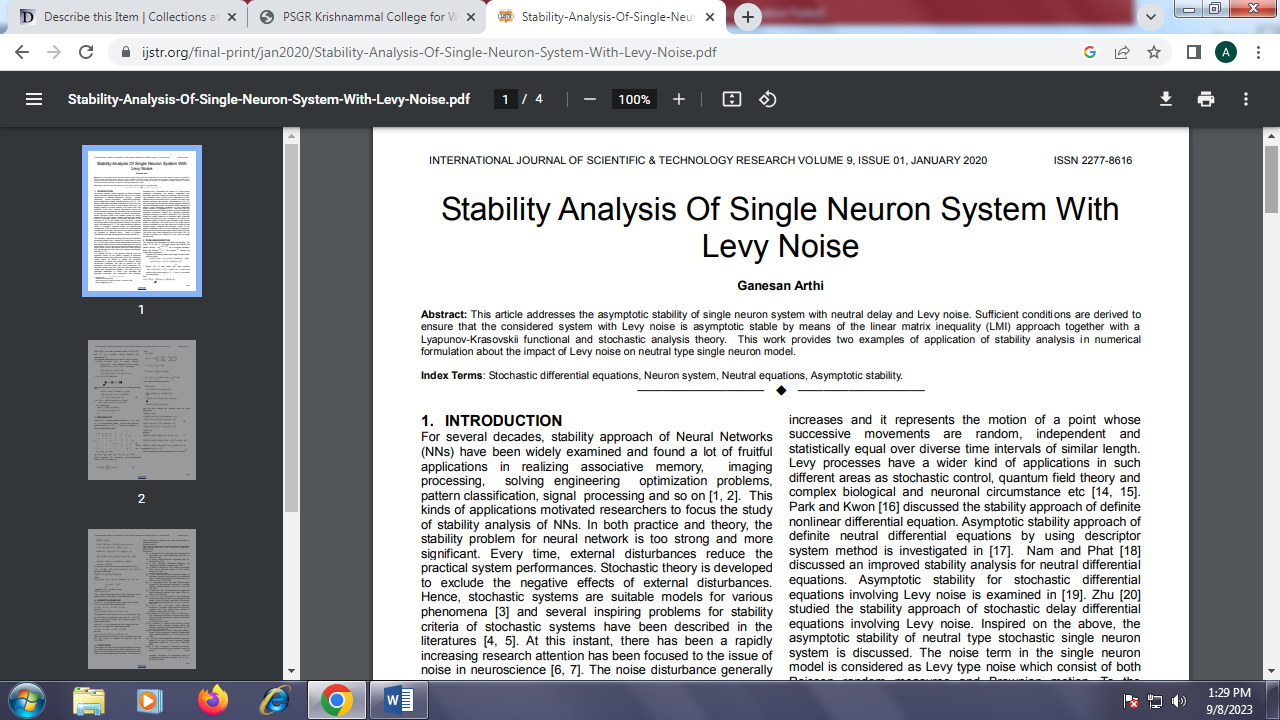 Describe this Item | Collections at
PSGR Krishnammal College for W
Stability-Analysis-Of-Single-Neur
ijstr.org/final-print/jan2020/Stability-Analysis-Of-Single-Neuron-System-With-Levy-Noise.pdf
A
Stability-Analysis-Of-Single-Neuron-System-With-Levy-Noise.pdf
1 / 4
100%
1
2
INTERNATIONAL JOURNAL OF SCIENTIFIC & TECHNOLOGY RESEARCH VOLUME 9, ISSUE 01, JANUARY 2020 ISSN 2277-8616
Stability Analysis Of Single Neuron System With
Levy Noise
Ganesan Arthi
Abstract: This article addresses the asymptotic stability of single neuron system with neutral delay and Levy noise. Sufficient conditions are derived to
ensure that the considered system with Levy noise is asymptotic stable by means of the linear matrix inequality (LMI) approach together with a
Lyapunov-Krasovskii functional and stochastic analysis theory. This work provides two examples of application of stability analysis in numerical
formulation about the impact of Levy noise on neutral type single neuron model.
Index Terms: Stochastic differential equations, Neuron system, Neutral equations, Asymptotic stability.
1. INTRODUCTION
For several decades, stability approach of Neural Networks
(NNs) have been widely examined and found a lot of fruitful
applications in realizing associative memory, imaging
processing, solving engineering optimization problems,
pattern classification, signal processing and so on [1, 2]. This
kinds of applications motivated researchers to focus the study
of stability analysis of NNs. In both practice and theory, the
stability problem for neural network is too strong and more
significant. Every time, external disturbances reduce the
practical system performances. Stochastic theory is developed
to exclude the negative effects of external disturbances.
Hence, stochastic systems are suitable models for various
phenomena [3] and several inspiring problems for stability
criterion of stochastic systems have been described in the
literatures [4, 5]. At this stage, there has been a rapidly
increasing research attention has been focused to the issue of
noise in neuroscience [6, 7]. The noise disturbance generally
increases and it represents the motion of a point whose
successive movements are random, independent and
statistically equal over diverse time intervals of similar length.
Levy processes have a wider kind of applications in such
different areas as stochastic control, quantum field theory and
complex biological and neuronal circumstance etc [14, 15].
Park and Kwon [16] discussed the stability approach of definite
nonlinear differential equation. Asymptotic stability approach of
definite neutral differential equations by using descriptor
system method is investigated in [17]. Nam and Phat [18]
discussed an improved stability analysis for neutral differential
equations. Asymptotic stability for stochastic differential
equations involving Levy noise is examined in [19]. Zhu [20]
studied the stability approach of stochastic delay differential
equations involving Levy noise. Inspired on the above, the
asymptotic stability of neutral type stochastic single neuron
system is discussed. The noise term in the single neuron
model is considered as Levy type noise which consist of both
Poisson random measures and Brownian motion. To the
1:29 PM
9/8/2023